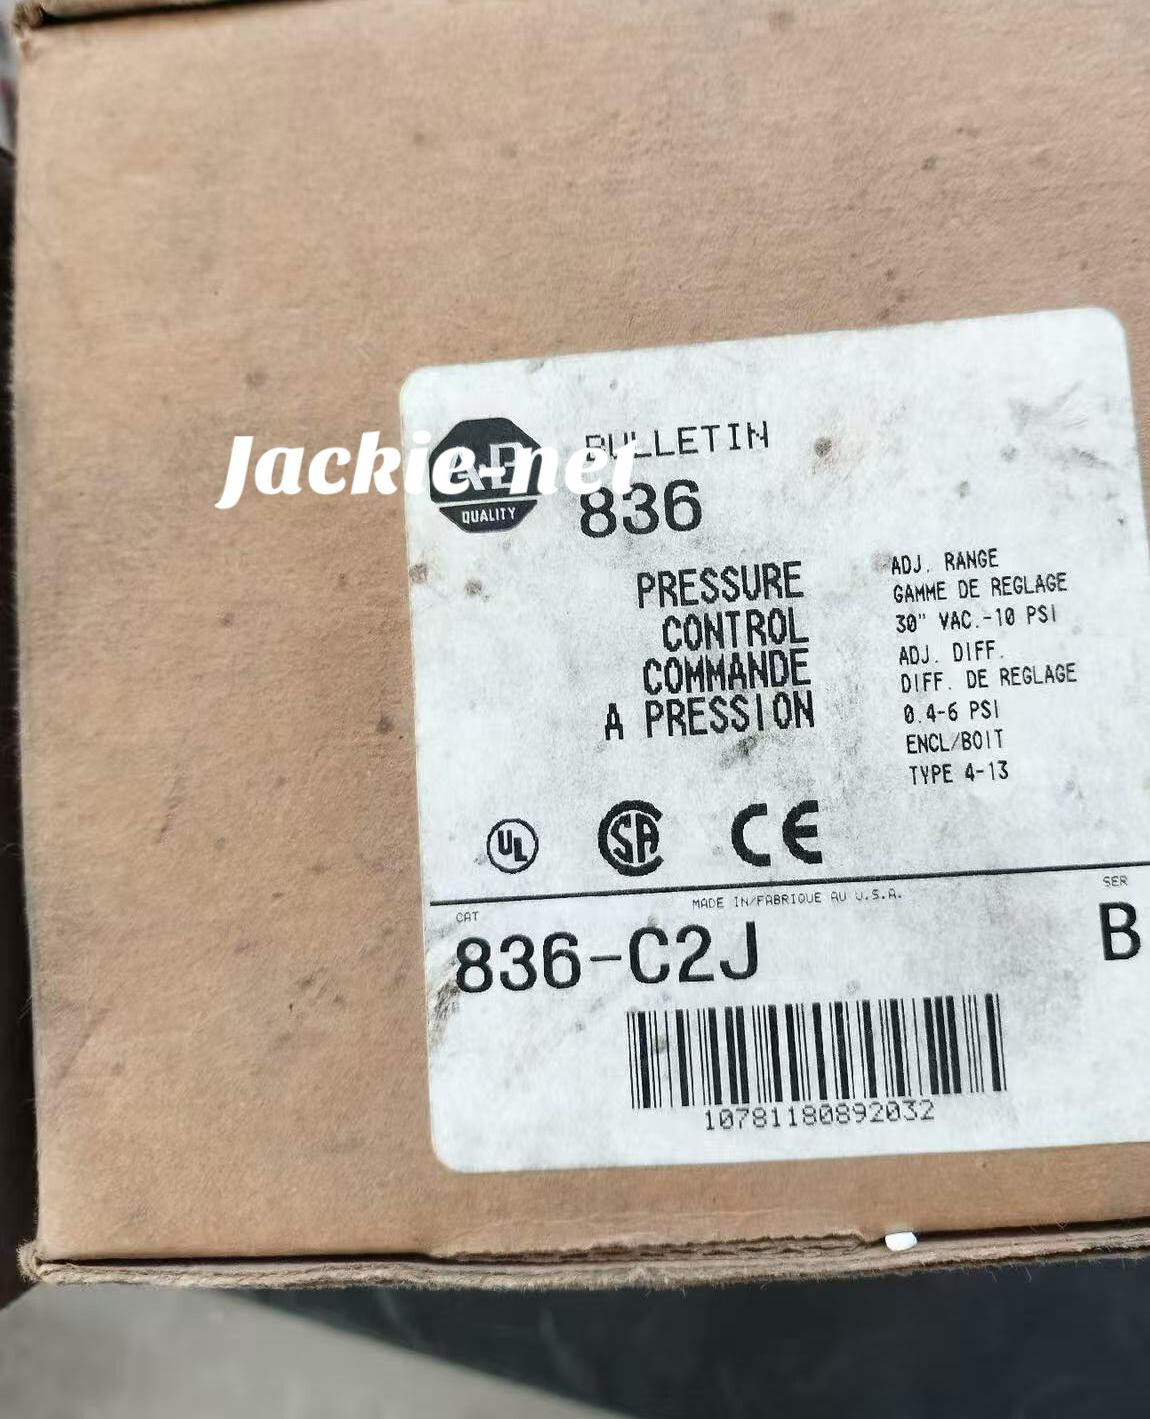 Jackie-net
A-B
QUALITY
BULLETIN
836
PRESSURE
CONTROL
COMMANDE
A PRESSION
ADJ. RANGE
GAMME DE REGLAGE
30" VAC.-10 PSI
ADJ. DIFF.
DIFF. DE REGLAGE
0.4-6 PSI
ENCL/BOIT
TYPE 4-13
UL
SA
CE
MADE IN/FABRIQUE AU U.S.A.
CAT
SER
836-C2J
B
10781180892032